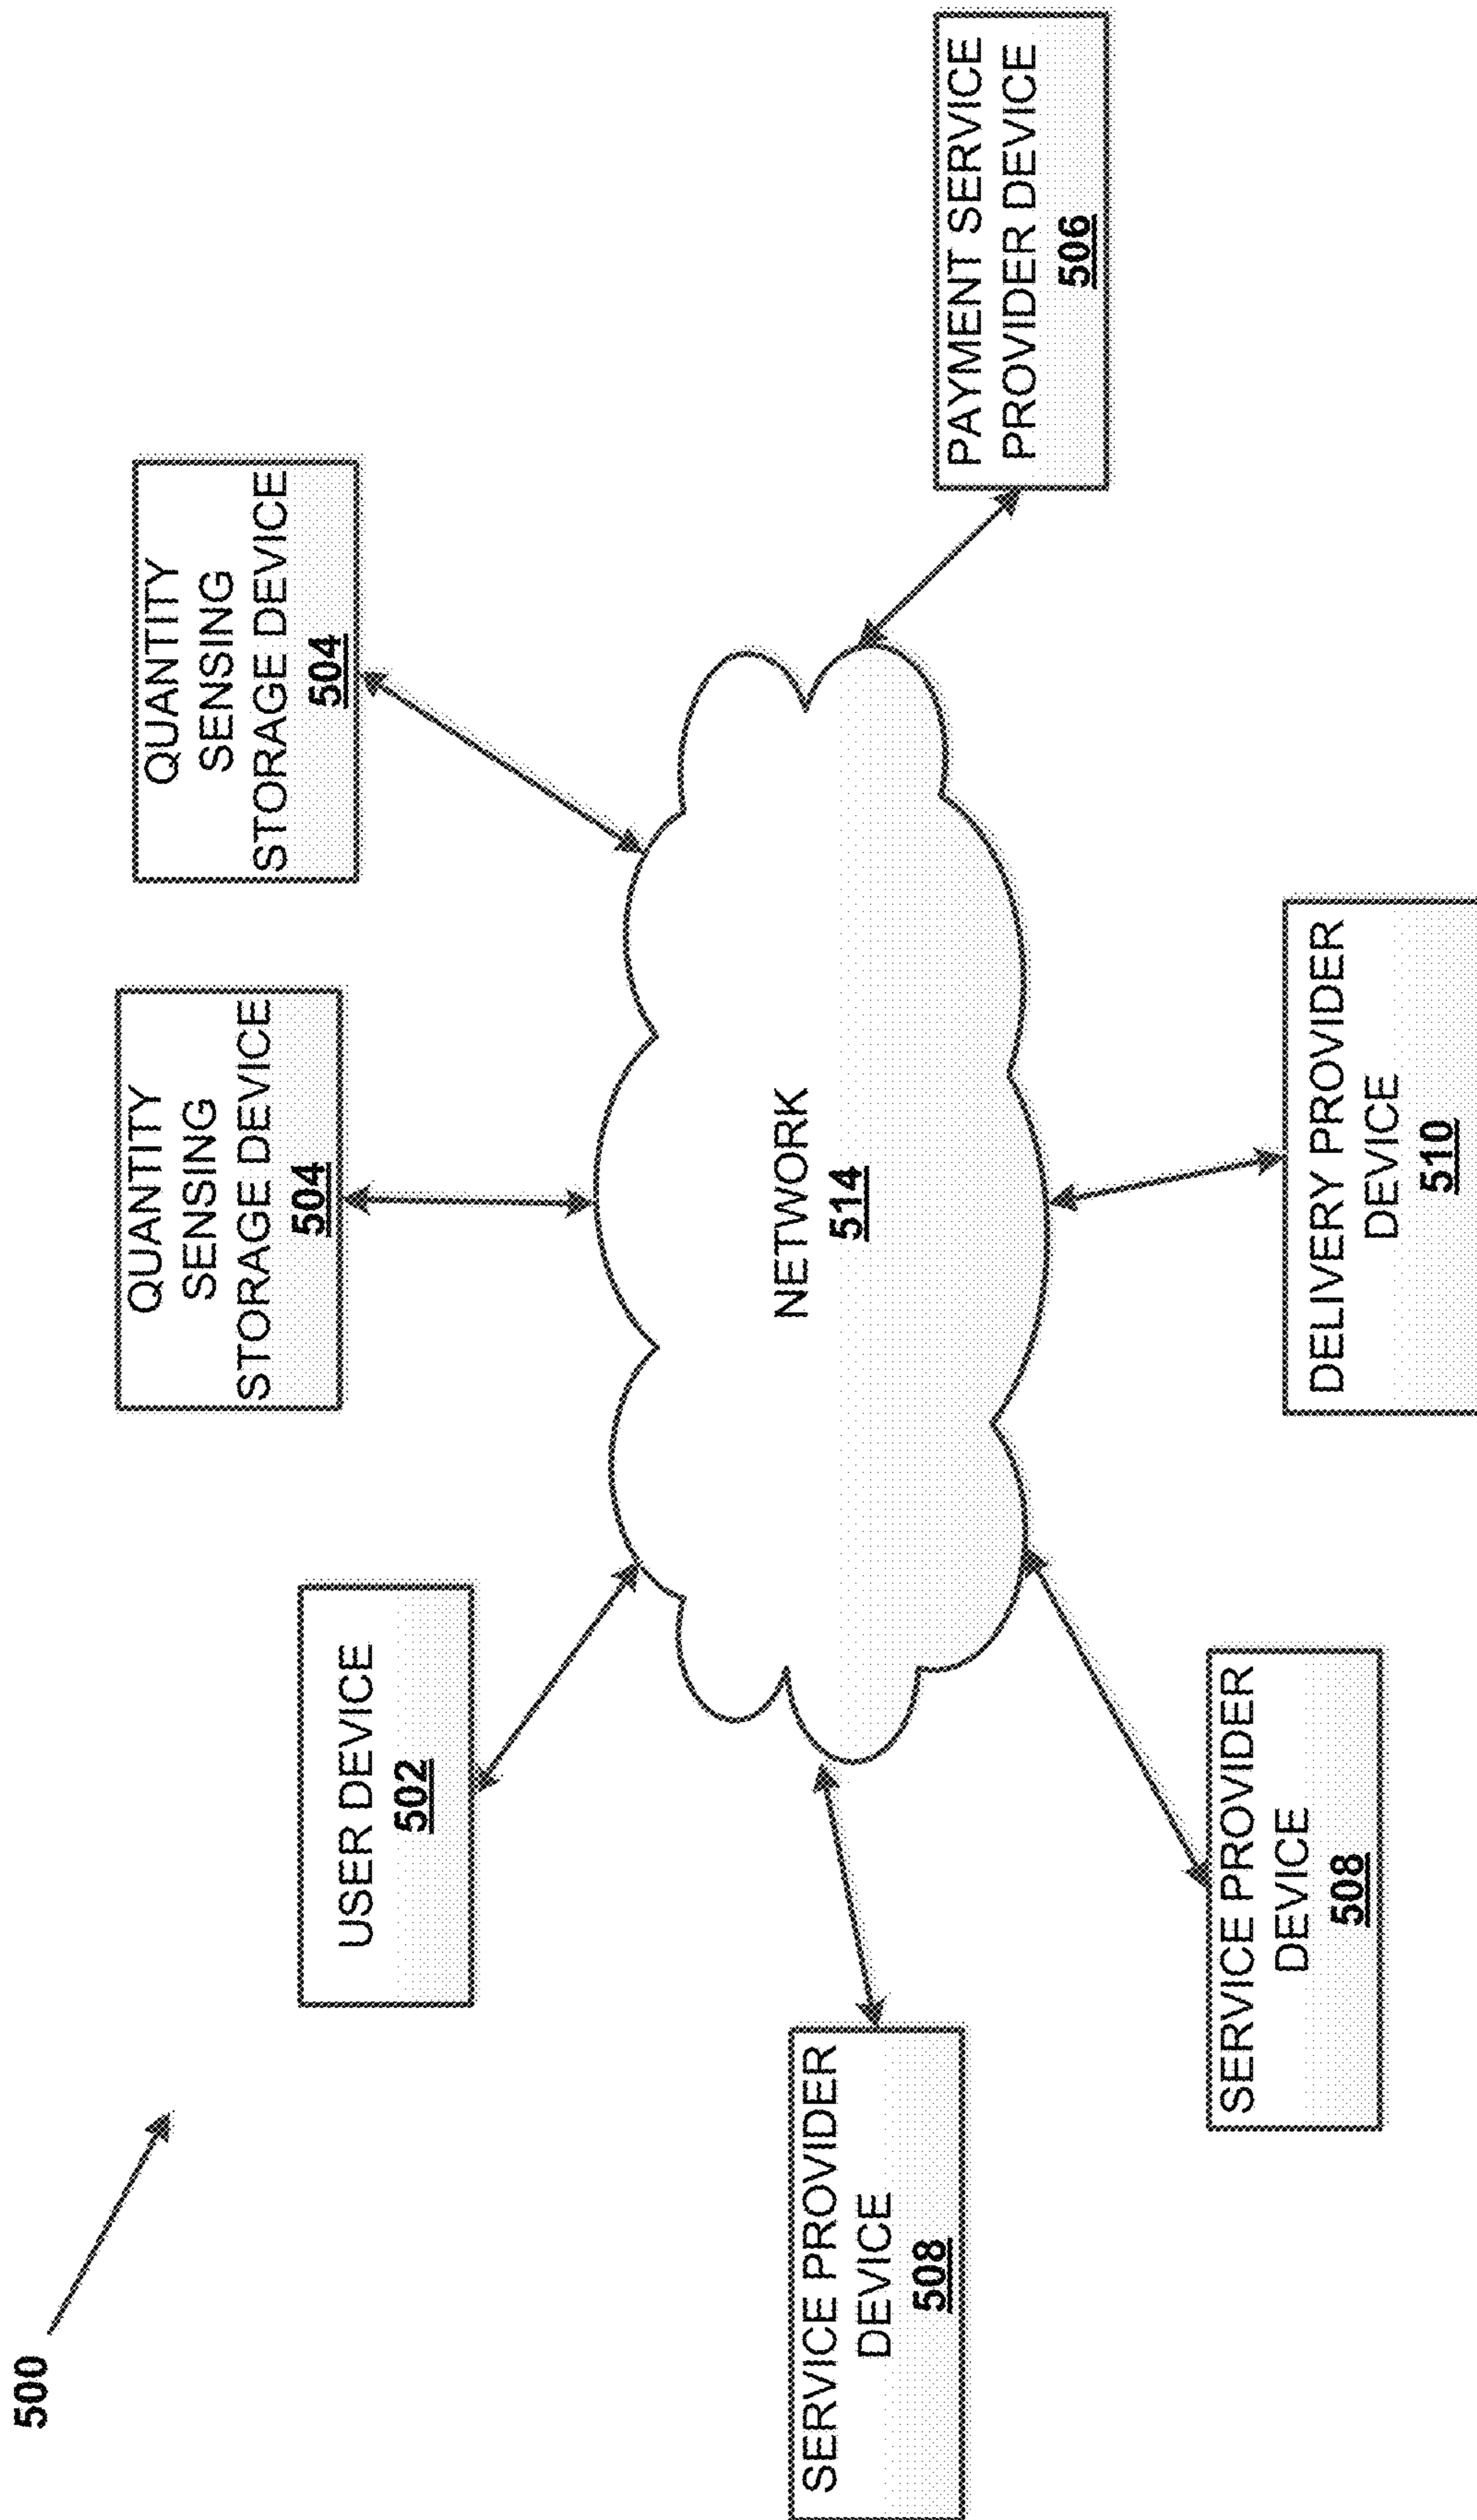 500
USER DEVICE
502
QUANTITY
SENSING
STORAGE DEVICE
504
QUANTITY
SENSING
STORAGE DEVICE
504
SERVICE PROVIDER
DEVICE
508
NETWORK
514
PAYMENT SERVICE
PROVIDER DEVICE
506
SERVICE PROVIDER
DEVICE
508
DELIVERY PROVIDER
DEVICE
510